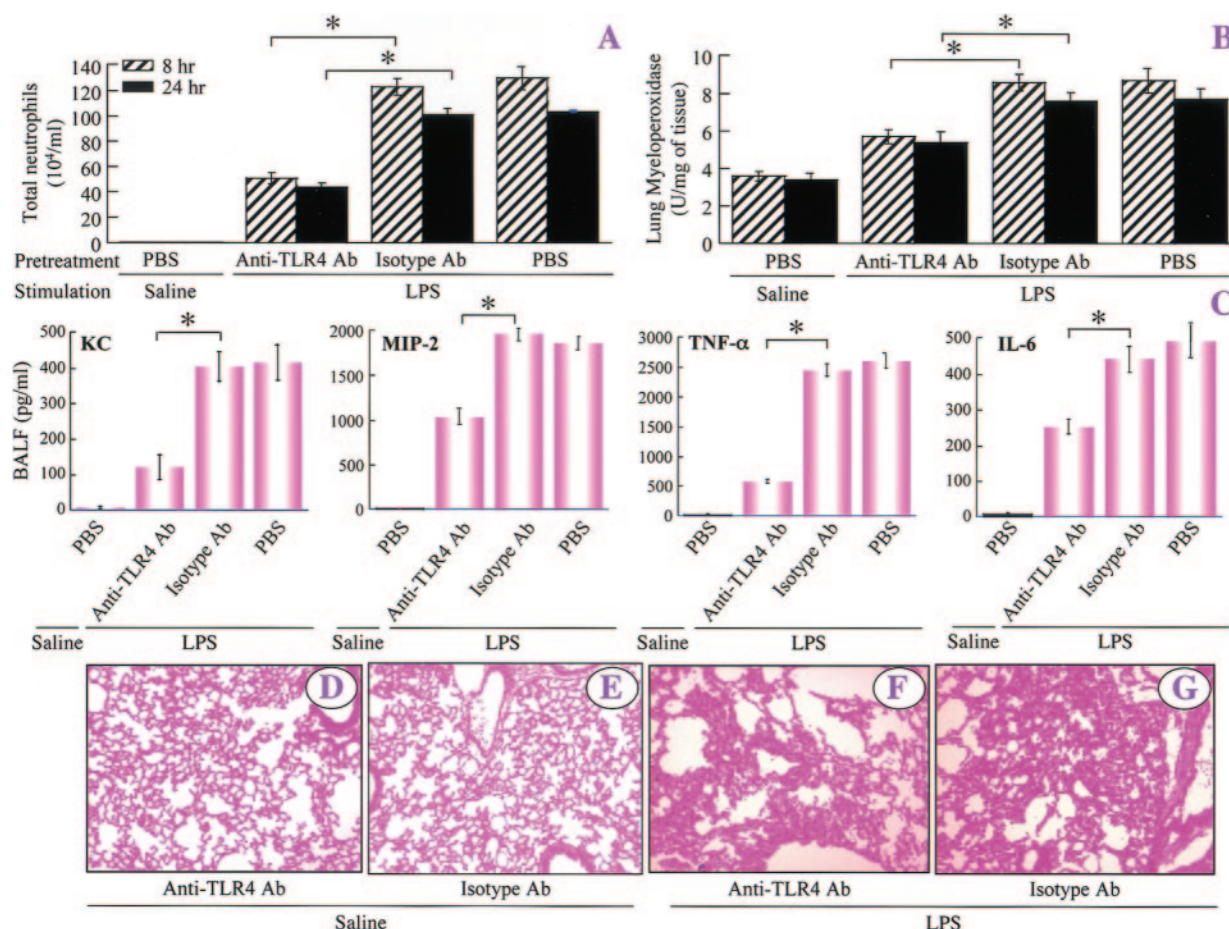 A
B
*
*
*
*
140
120
100
80
60
40
20
0
8 hr
24 hr
Total neutrophils
(10⁴/ml)
10
8
6
4
2
0
Lung Myeloperoxidase
(U/mg of tissue)
Pretreatment PBS Anti-TLR4 Ab Isotype Ab PBS
Stimulation Saline LPS
PBS Anti-TLR4 Ab Isotype Ab PBS
Saline LPS
C
BALF (pg/ml)
500
400
300
200
100
0
KC
*
PBS
Anti-TLR4 Ab
Isotype Ab
PBS
Saline LPS
2000
1500
1000
500
0
MIP-2
*
PBS
Anti-TLR4 Ab
Isotype Ab
PBS
Saline LPS
3000
2500
2000
1500
1000
500
0
TNF-α
*
PBS
Anti-TLR4 Ab
Isotype Ab
PBS
Saline LPS
500
400
300
200
100
0
IL-6
*
PBS
Anti-TLR4 Ab
Isotype Ab
PBS
Saline LPS
D
E
F
G
Anti-TLR4 Ab Isotype Ab Anti-TLR4 Ab Isotype Ab
Saline LPS